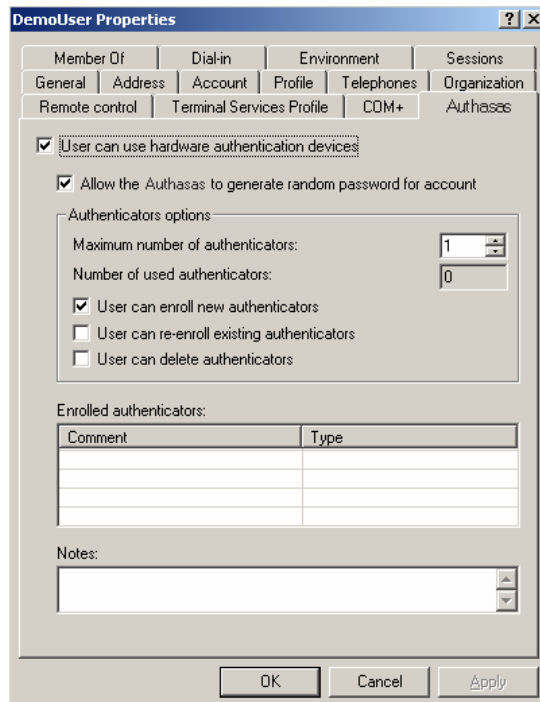 DemoUser Properties
Member Of Dial-in Environment Sessions
General Address Account Profile Telephones Organization
Remote control Terminal Services Profile COM+ Authasas
User can use hardware authentication devices
Allow the Authasas to generate random password for account
Authenticators options
Maximum number of authenticators: 1
Number of used authenticators: 0
User can enroll new authenticators
User can re-enroll existing authenticators
User can delete authenticators
Enrolled authenticators:
Comment Type
Notes:
OK Cancel Apply